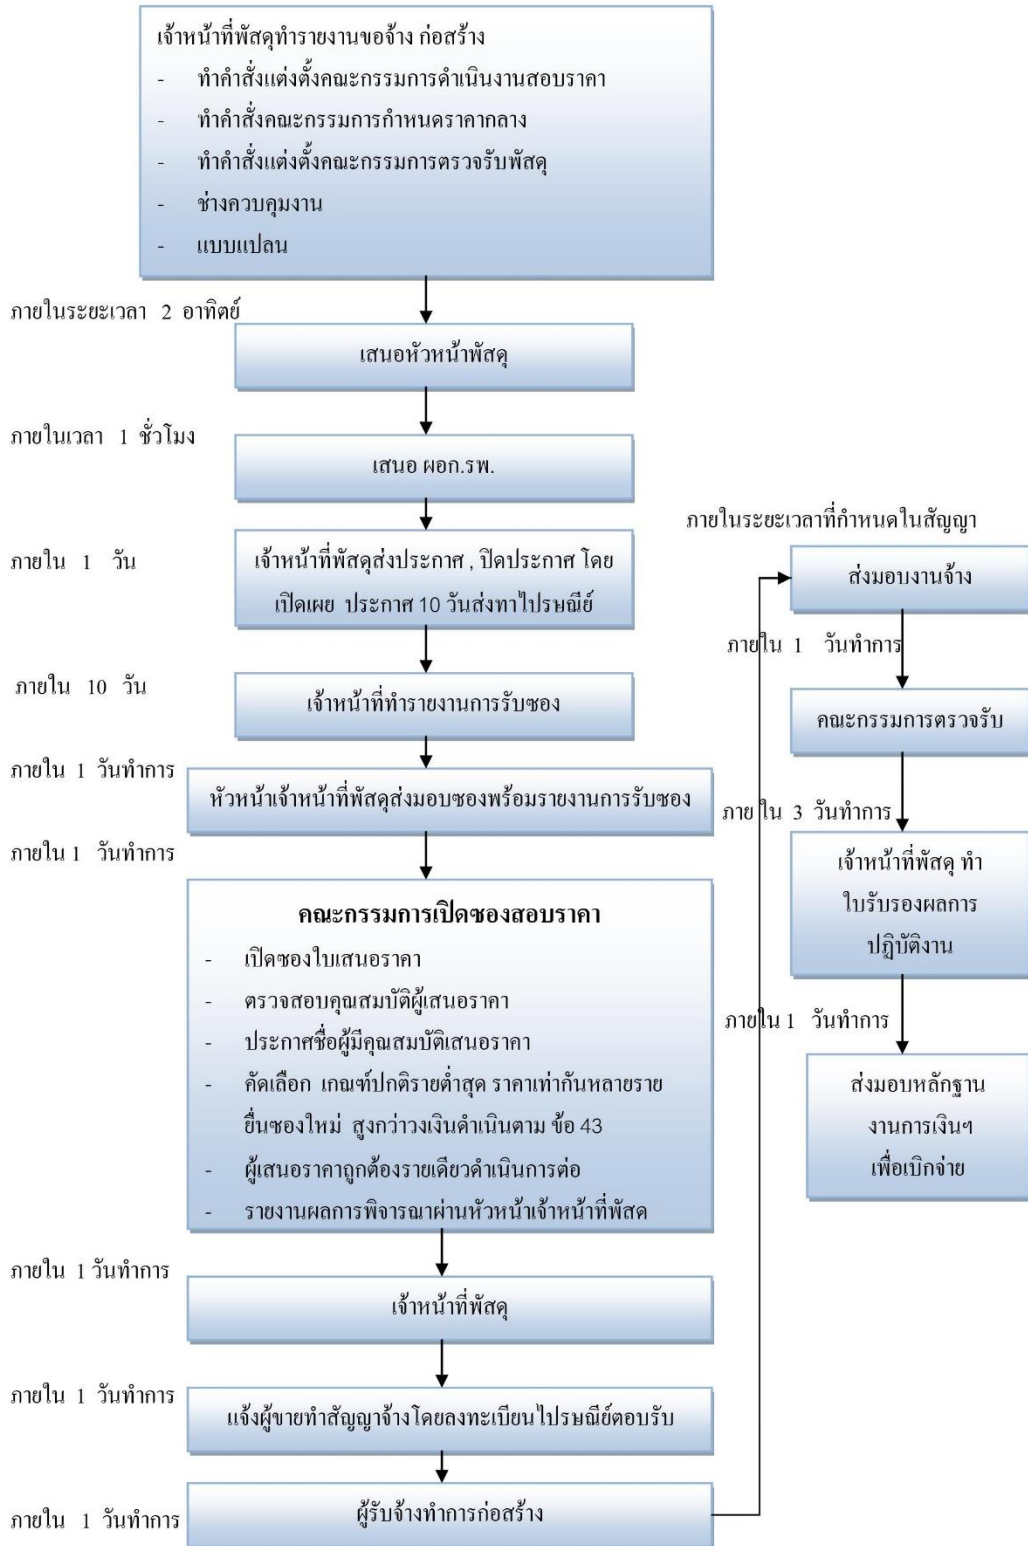 เจ้าหน้าที่พัสดุทำรายงานขอจ้าง ก่อสร้าง
- ทำคำสั่งแต่งตั้งคณะกรรมการดำเนินงานสอบราคา
- ทำคำสั่งคณะกรรมการกำหนดราคากลาง
- ทำคำสั่งแต่งตั้งคณะกรรมการตรวจรับพัสดุ
- ช่างควบคุมงาน
- แบบแปลน
ภายในระยะเวลา 2 อาทิตย์
เสนอหัวหน้าพัสดุ
ภายในเวลา 1 ชั่วโมง
เสนอ ผอก.รพ.
ภายใน 1 วัน
เจ้าหน้าที่พัสดุส่งประกาศ , ปิดประกาศ โดย
เปิดเผย ประกาศ 10 วันส่งทาไปรษณีย์
ภายใน 10 วัน
เจ้าหน้าที่ทำรายงานการรับซอง
ภายใน 1 วันทำการ
หัวหน้าเจ้าหน้าที่พัสดุส่งมอบซองพร้อมรายงานการรับซอง
ภายใน 1 วันทำการ
คณะกรรมการเปิดซองสอบราคา
- เปิดซองใบเสนอราคา
- ตรวจสอบคุณสมบัติผู้เสนอราคา
- ประกาศชื่อผู้มีคุณสมบัติเสนอราคา
- คัดเลือก เกณฑ์ปกติรายต่ำสุด ราคาเท่ากันหลายราย
ยื่นซองใหม่ สูงกว่าวงเงินดำเนินตาม ข้อ 43
- ผู้เสนอราคาถูกต้องรายเดียวดำเนินการต่อ
- รายงานผลการพิจารณาผ่านหัวหน้าเจ้าหน้าที่พัสด
ภายใน 1 วันทำการ
เจ้าหน้าที่พัสดุ
ภายใน 1 วันทำการ
แจ้งผู้ขายทำสัญญาจ้างโดยลงทะเบียนไปรษณีย์ตอบรับ
ภายใน 1 วันทำการ
ผู้รับจ้างทำการก่อสร้าง
ภายในระยะเวลาที่กำหนดในสัญญา
ส่งมอบงานจ้าง
ภายใน 1 วันทำการ
คณะกรรมการตรวจรับ
ภายใน 3 วันทำการ
เจ้าหน้าที่พัสดุ ทำ
ใบรับรองผลการ
ปฏิบัติงาน
ภายใน 1 วันทำการ
ส่งมอบหลักฐาน
งานการเงินฯ
เพื่อเบิกจ่าย